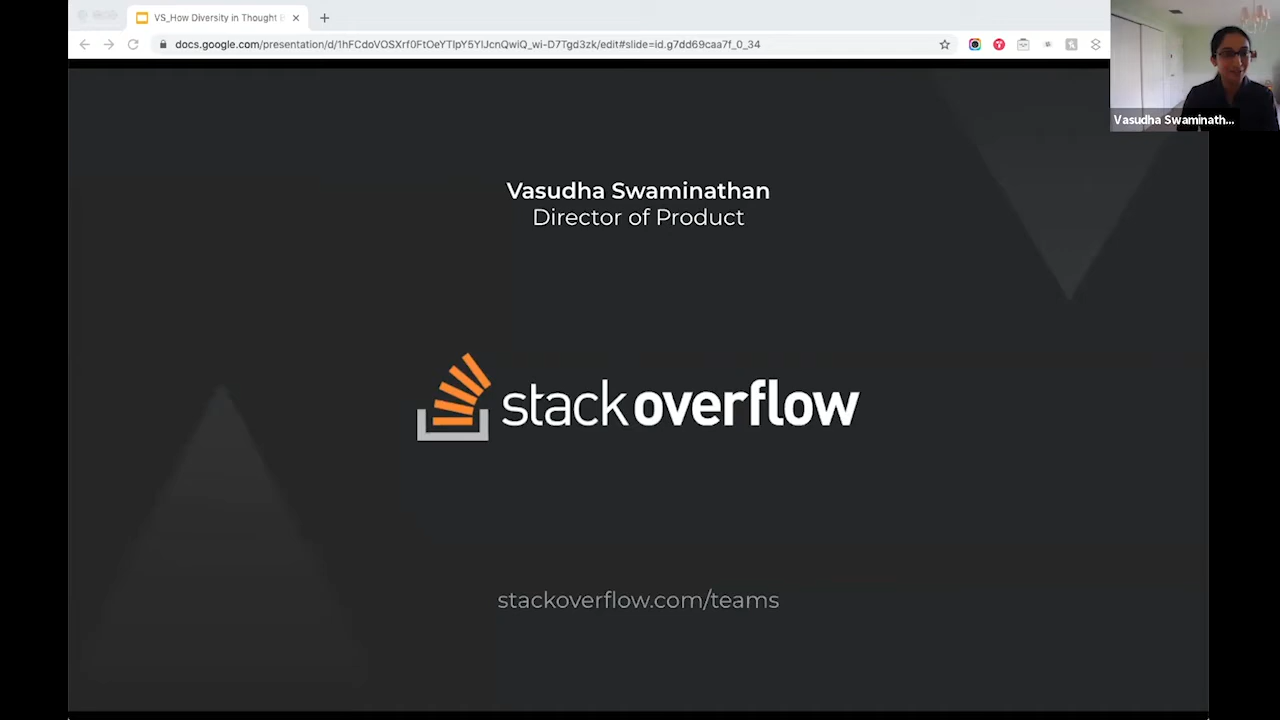 VS_How Diversity in Thought
docs.google.com/presentation/d/1hFCdoVOSXrf0FtOeYTlpY5YlJcnQwiQ_wi-D7Tgd3zk/edit#slide=id.g7dd69caa7f_0_34
Vasudha Swaminath...
Vasudha Swaminathan
Director of Product
stackoverflow
stackoverflow.com/teams